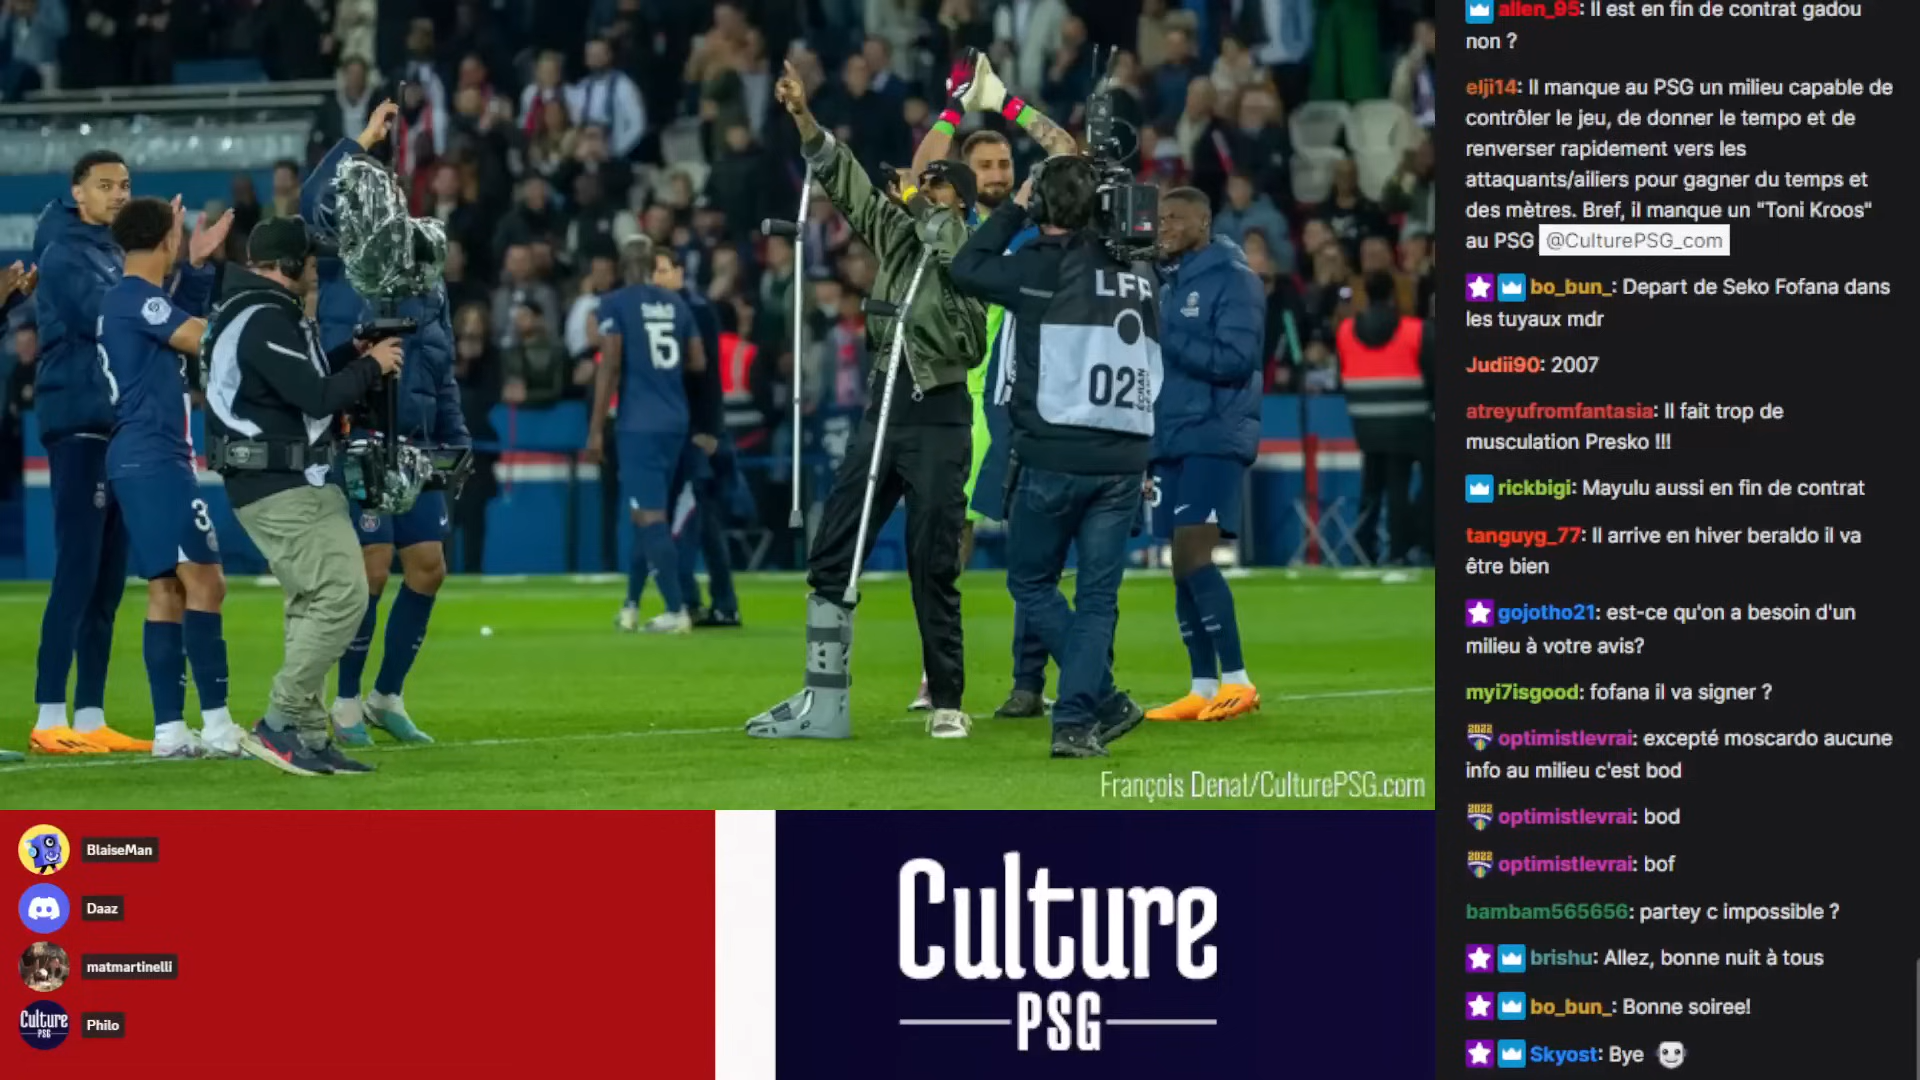 15
3
LFP
02
François Denat/CulturePSG.com
BlaiseMan
Daaz
matmartinelli
Culture
PSG
Philo
Culture
PSG
allen_95: Il est en fin de contrat gadou
non ?
elji14: Il manque au PSG un milieu capable de
contrôler le jeu, de donner le tempo et de
renverser rapidement vers les
attaquants/ailiers pour gagner du temps et
des mètres. Bref, il manque un "Toni Kroos"
au PSG @CulturePSG_com
bo_bun_: Depart de Seko Fofana dans
les tuyaux mdr
Judii90: 2007
atreyufromfantasia: Il fait trop de
musculation Presko !!!
rickbigi: Mayulu aussi en fin de contrat
tanguyg_77: Il arrive en hiver beraldo il va
être bien
gojotho21: est-ce qu'on a besoin d'un
milieu à votre avis?
myi7isgood: fofana il va signer ?
optimistlevrai: excepté moscardo aucune
info au milieu c'est bod
optimistlevrai: bod
optimistlevrai: bof
bambam565656: partey c impossible ?
brishu: Allez, bonne nuit à tous
bo_bun_: Bonne soiree!
Skyost: Bye